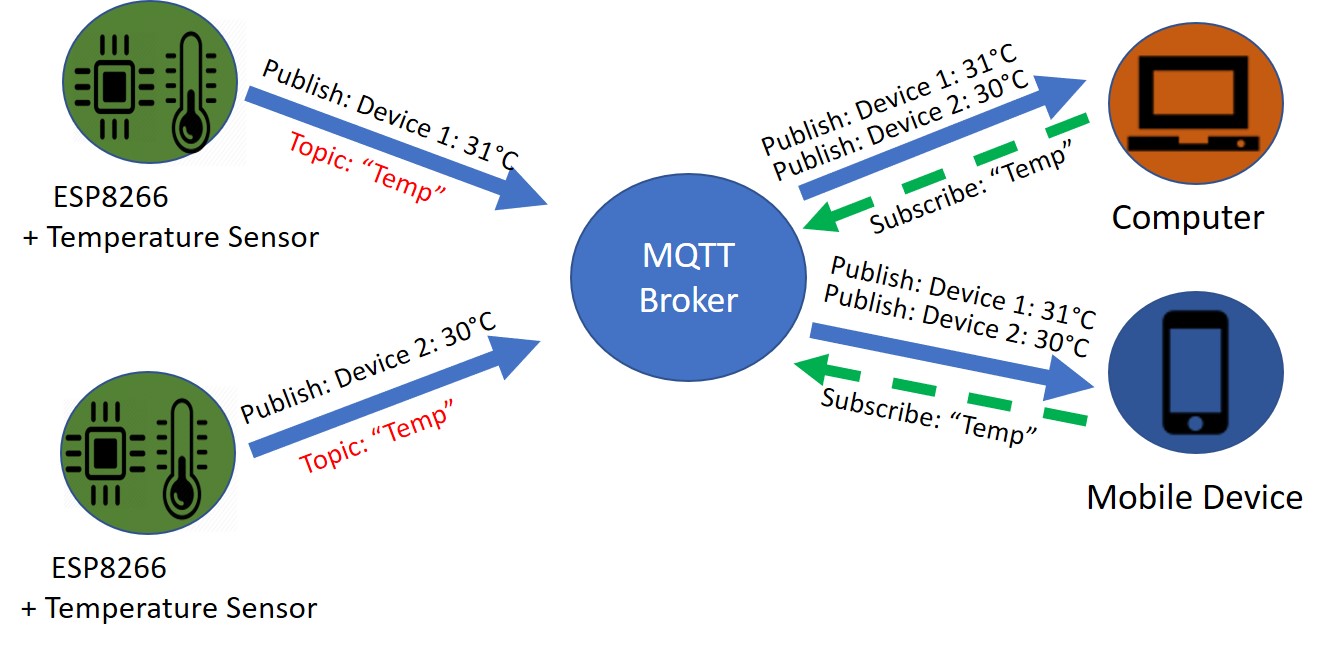 Publish: Device 1: 31°C
Topic: “Temp”
ESP8266
+ Temperature Sensor
Publish: Device 2: 30°C
Topic: “Temp”
ESP8266
+ Temperature Sensor
MQTT
Broker
Publish: Device 1: 31°C
Publish: Device 2: 30°C
Subscribe: “Temp”
Computer
Publish: Device 1: 31°C
Publish: Device 2: 30°C
Subscribe: “Temp”
Mobile Device